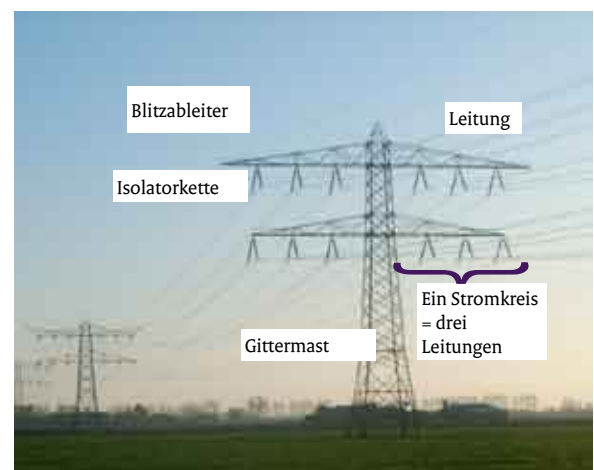 Blitzableiter
Leitung
Isolatorkette
Ein Stromkreis
= drei
Leitungen
Gittermast